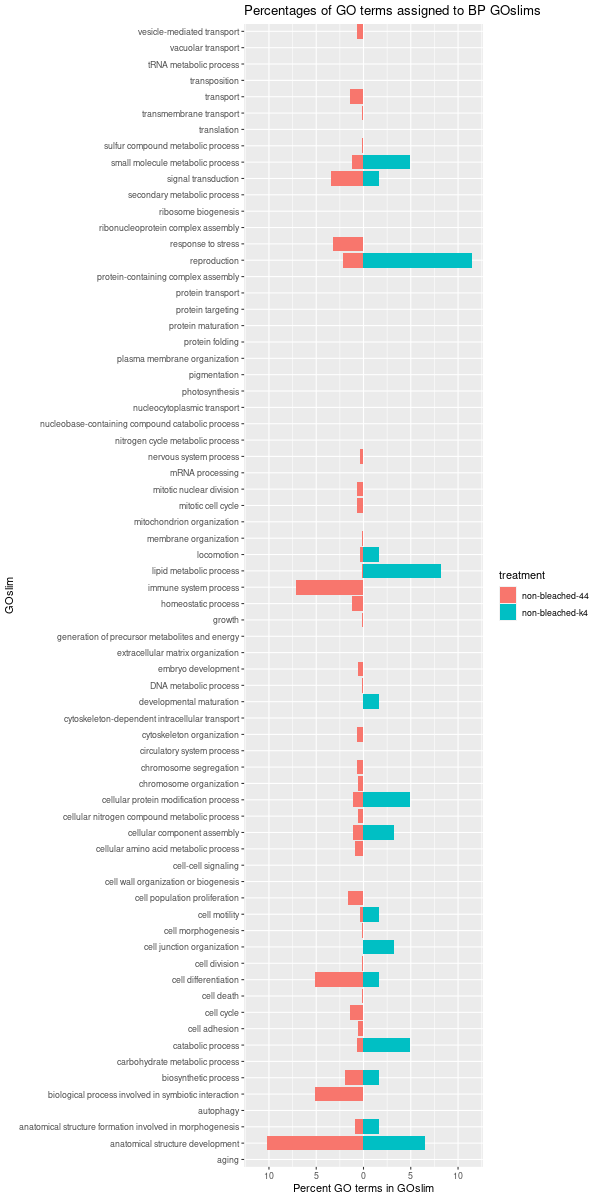 Percentages of GO terms assigned to BP GOslims
vesicle-mediated transport
vacuolar transport
tRNA metabolic process
transposition
transport
transmembrane transport
translation
sulfur compound metabolic process
small molecule metabolic process
signal transduction
secondary metabolic process
ribosome biogenesis
ribonucleoprotein complex assembly
response to stress
reproduction
protein-containing complex assembly
protein transport
protein targeting
protein maturation
protein folding
plasma membrane organization
pigmentation
photosynthesis
nucleocytoplasmic transport
nucleobase-containing compound catabolic process
nitrogen cycle metabolic process
nervous system process
mRNA processing
mitotic nuclear division
mitotic cell cycle
mitochondrion organization
membrane organization
locomotion
lipid metabolic process
immune system process
homeostatic process
growth
generation of precursor metabolites and energy
extracellular matrix organization
embryo development
DNA metabolic process
developmental maturation
cytoskeleton-dependent intracellular transport
cytoskeleton organization
circulatory system process
chromosome segregation
chromosome organization
cellular protein modification process
cellular nitrogen compound metabolic process
cellular component assembly
cellular amino acid metabolic process
cell-cell signaling
cell wall organization or biogenesis
cell population proliferation
cell motility
cell morphogenesis
cell junction organization
cell division
cell differentiation
cell death
cell cycle
cell adhesion
catabolic process
carbohydrate metabolic process
biosynthetic process
biological process involved in symbiotic interaction
autophagy
anatomical structure formation involved in morphogenesis
anatomical structure development
aging
GOslim
10 5 0 5 10
Percent GO terms in GOslim
treatment
non-bleached-44
non-bleached-k4